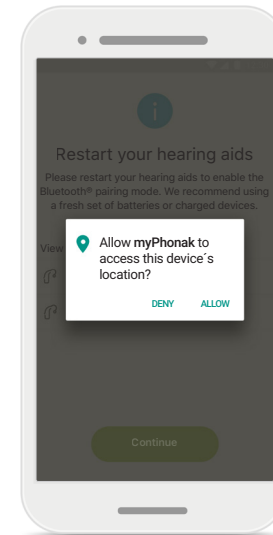 Restart your hearing aids
Please restart your hearing aids to enable the
Bluetooth® pairing mode. We recommend using
a fresh set of batteries or charged devices.
View
Allow myPhonak to
access this device´s
location?
DENY ALLOW
Continue